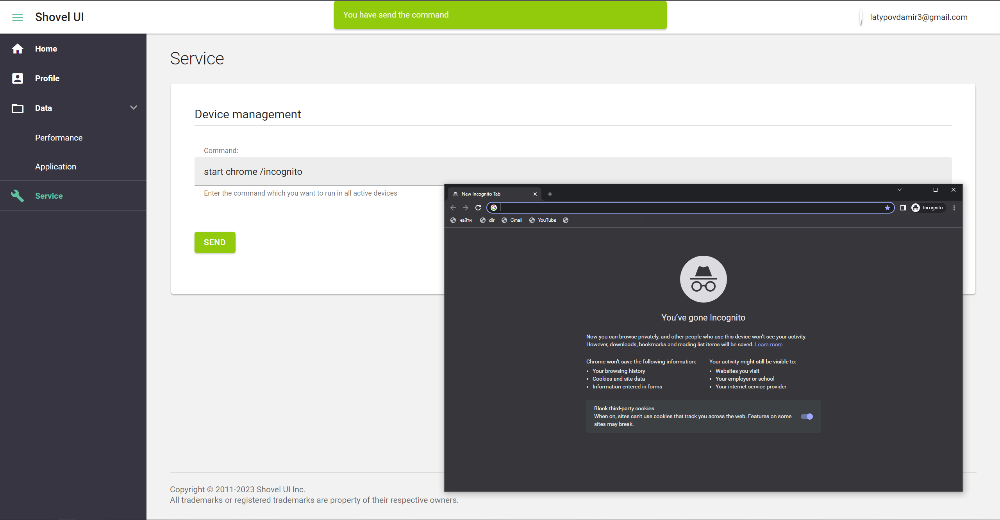 Shovel UI
You have send the command
latypovdamir3@gmail.com
Home
Profile
Data
Performance
Application
Service
Service
Device management
Command:
start chrome /incognito
Enter the command which you want to run in all active devices
SEND
New Incognito Tab
Incognito
найти dir Gmail YouTube
You’ve gone Incognito
Now you can browse privately, and other people who use this device won’t see your activity.
However, downloads, bookmarks and reading list items will be saved. Learn more
Chrome won’t save the following information:
• Your browsing history
• Cookies and site data
• Information entered in forms
Your activity might still be visible to:
• Websites you visit
• Your employer or school
• Your internet service provider
Block third-party cookies
When on, sites can't use cookies that track you across the web. Features on some
sites may break.
Copyright © 2011-2023 Shovel UI Inc.
All trademarks or registered trademarks are property of their respective owners.